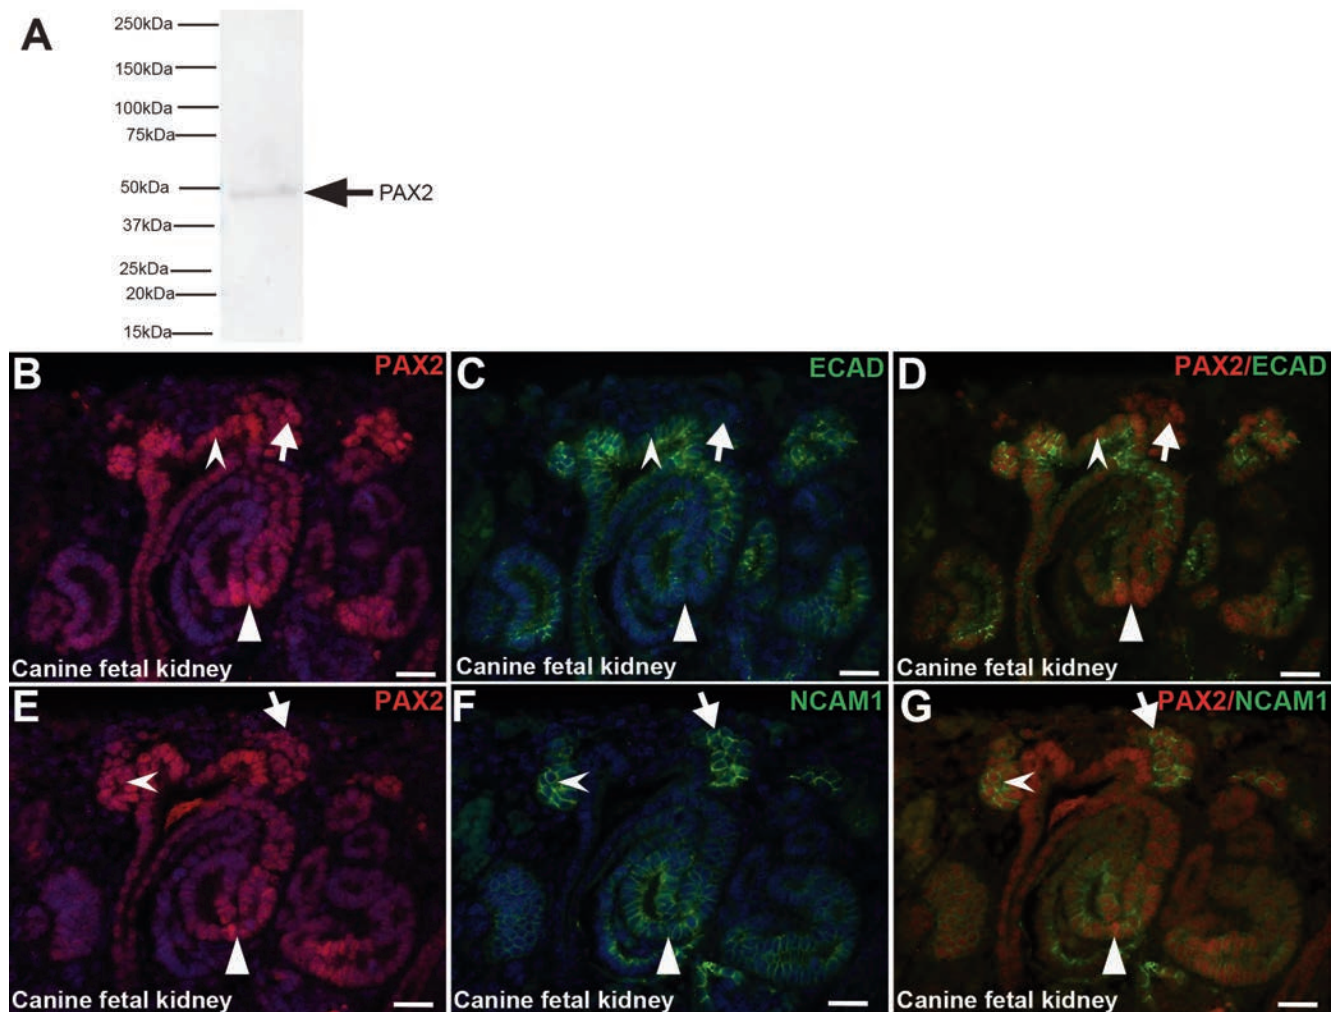 A
250kDa
150kDa
100kDa
75kDa
50kDa
PAX2
37kDa
25kDa
20kDa
15kDa
B PAX2
C ECAD
D PAX2/ECAD
Canine fetal kidney
Canine fetal kidney
Canine fetal kidney
E PAX2
F NCAM1
G PAX2/NCAM1
Canine fetal kidney
Canine fetal kidney
Canine fetal kidney